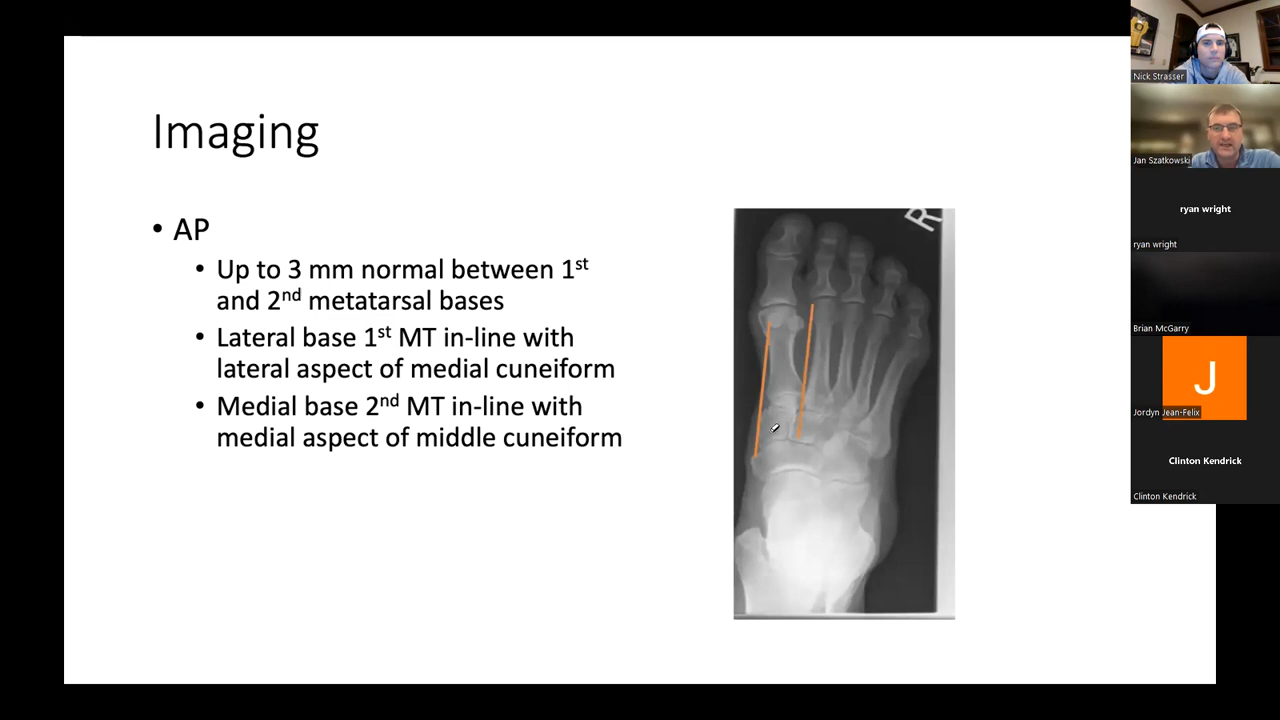 Imaging
• AP
• Up to 3 mm normal between 1st
and 2nd metatarsal bases
• Lateral base 1st MT in-line with
lateral aspect of medial cuneiform
• Medial base 2nd MT in-line with
medial aspect of middle cuneiform
R
Nick Strasser
Jan Szatkowski
ryan wright
ryan wright
Brian McGarry
J
Jordyn Jean-Felix
Clinton Kendrick
Clinton Kendrick